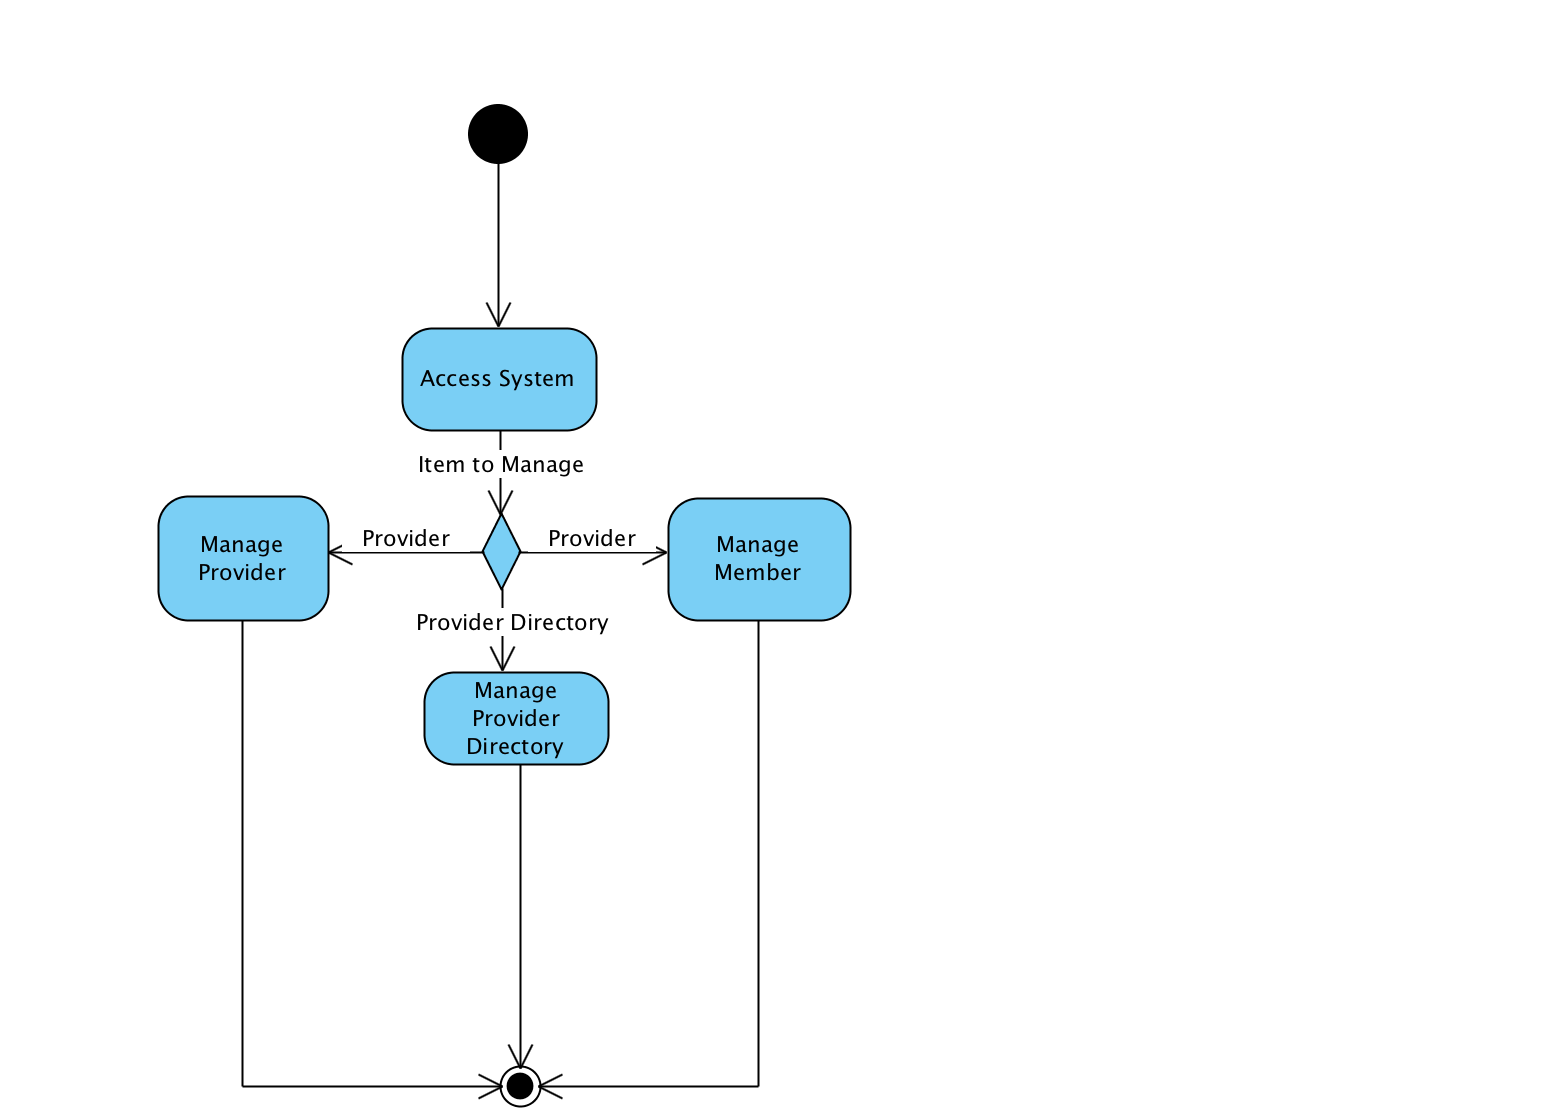 Access System
Item to Manage
Provider
Provider
Manage
Provider
Manage
Member
Provider Directory
Manage
Provider
Directory